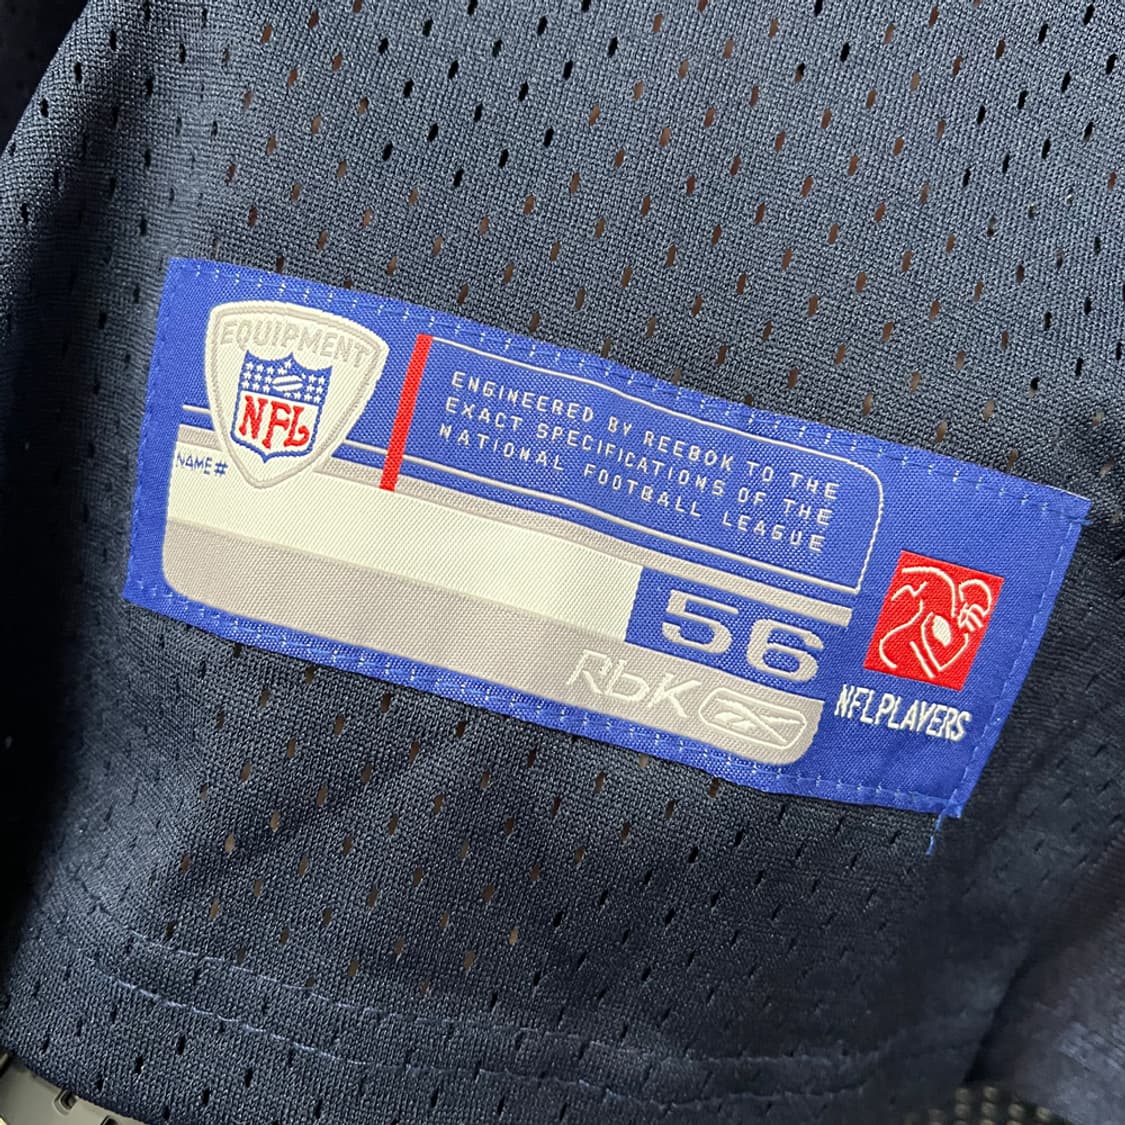 EQUIPMENT
NFL
NAME#
ENGINEERED BY REEBOK TO THE
EXACT SPECIFICATIONS OF THE
NATIONAL FOOTBALL LEAGUE
56
RbK
NFLPLAYERS